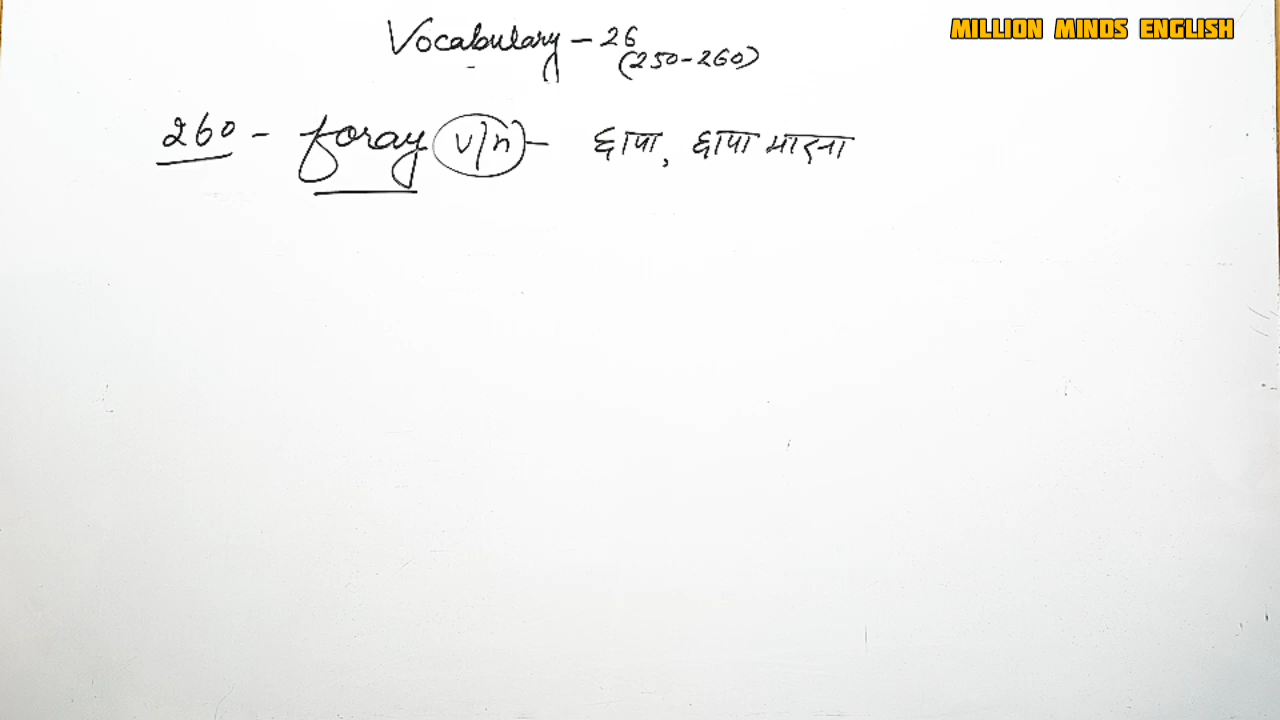 MILLION MINDS ENGLISH
Vocabulary - 26
(250-260)
260 - foray (v/n) - छापा, छापा मारना